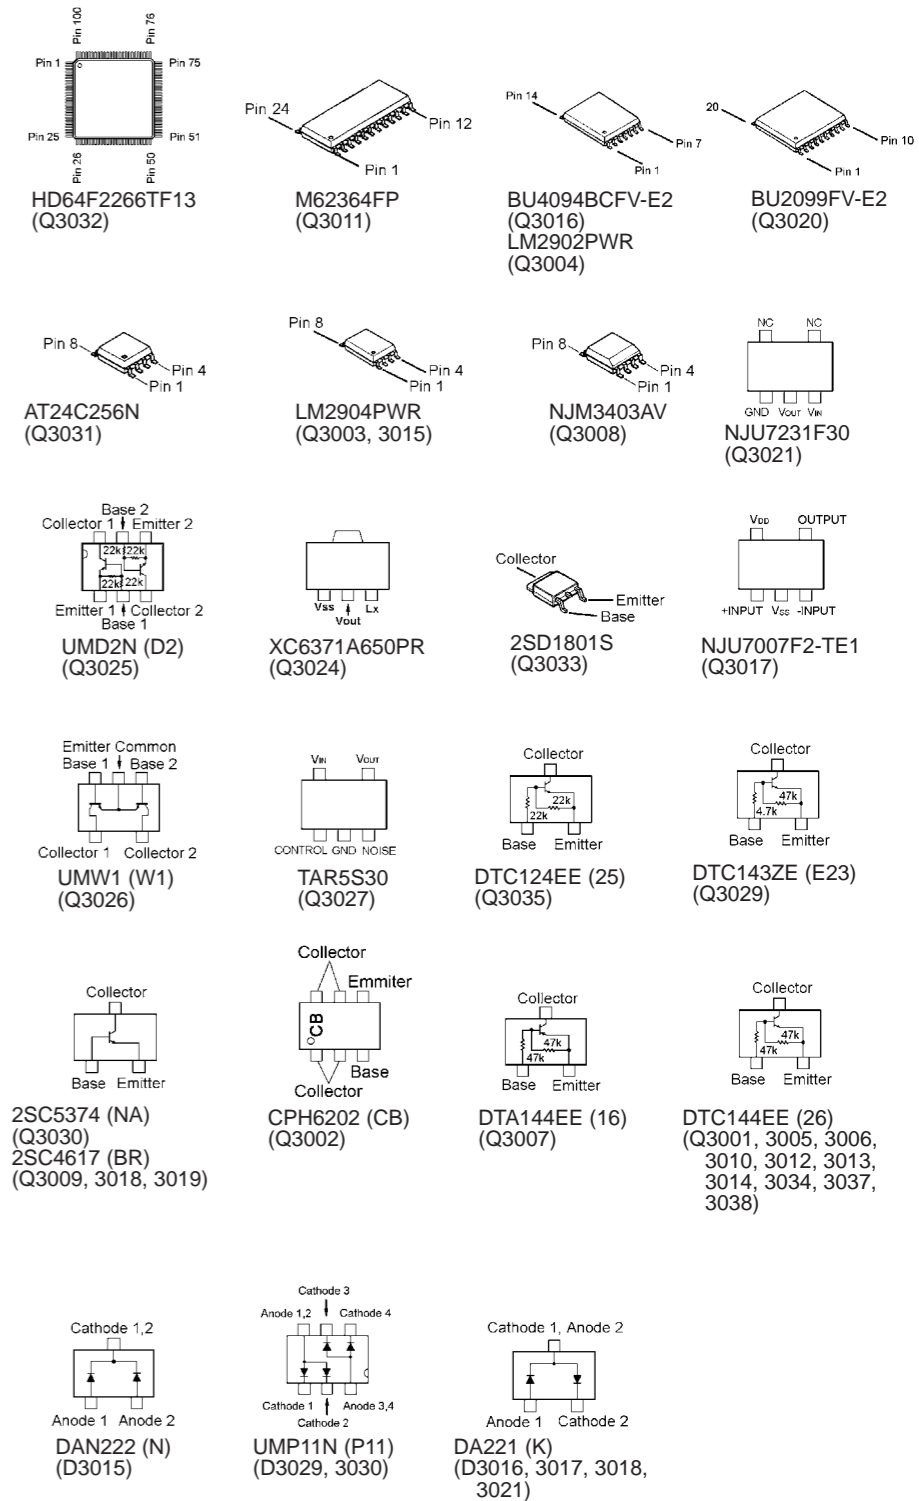 Pin 100
Pin 76
Pin 1
Pin 75
Pin 25
Pin 51
Pin 26
Pin 50
HD64F2266TF13
(Q3032)
Pin 24
Pin 12
Pin 1
M62364FP
(Q3011)
Pin 14
Pin 7
Pin 1
BU4094BCFV-E2
(Q3016)
LM2902PWR
(Q3004)
20
Pin 10
Pin 1
BU2099FV-E2
(Q3020)
Pin 8
Pin 4
Pin 1
AT24C256N
(Q3031)
Pin 8
Pin 4
Pin 1
LM2904PWR
(Q3003, 3015)
Pin 8
Pin 4
Pin 1
NJM3403AV
(Q3008)
NC NC
GND VOUT VIN
NJU7231F30
(Q3021)
Base 2
Collector 1 Emitter 2
22k 22k
22k 22k
Emitter 1 Collector 2
Base 1
UMD2N (D2)
(Q3025)
Vss Lx
Vout
XC6371A650PR
(Q3024)
Collector
Emitter
Base
2SD1801S
(Q3033)
VDD OUTPUT
+INPUT VSS -INPUT
NJU7007F2-TE1
(Q3017)
Emitter Common
Base 1 Base 2
Collector 1 Collector 2
UMW1 (W1)
(Q3026)
VIN VOUT
CONTROL GND NOISE
TAR5S30
(Q3027)
Collector
22k
22k
Base Emitter
DTC124EE (25)
(Q3035)
Collector
47k
4.7k
Base Emitter
DTC143ZE (E23)
(Q3029)
Collector
Base Emitter
2SC5374 (NA)
(Q3030)
2SC4617 (BR)
(Q3009, 3018, 3019)
Collector
Emmiter
CB
Base
Collector
CPH6202 (CB)
(Q3002)
Collector
47k
47k
Base Emitter
DTA144EE (16)
(Q3007)
Collector
47k
47k
Base Emitter
DTC144EE (26)
(Q3001, 3005, 3006,
3010, 3012, 3013,
3014, 3034, 3037,
3038)
Cathode 1,2
Anode 1 Anode 2
DAN222 (N)
(D3015)
Cathode 3
Anode 1,2 Cathode 4
Cathode 1 Anode 3,4
Cathode 2
UMP11N (P11)
(D3029, 3030)
Cathode 1, Anode 2
Anode 1 Cathode 2
DA221 (K)
(D3016, 3017, 3018,
3021)